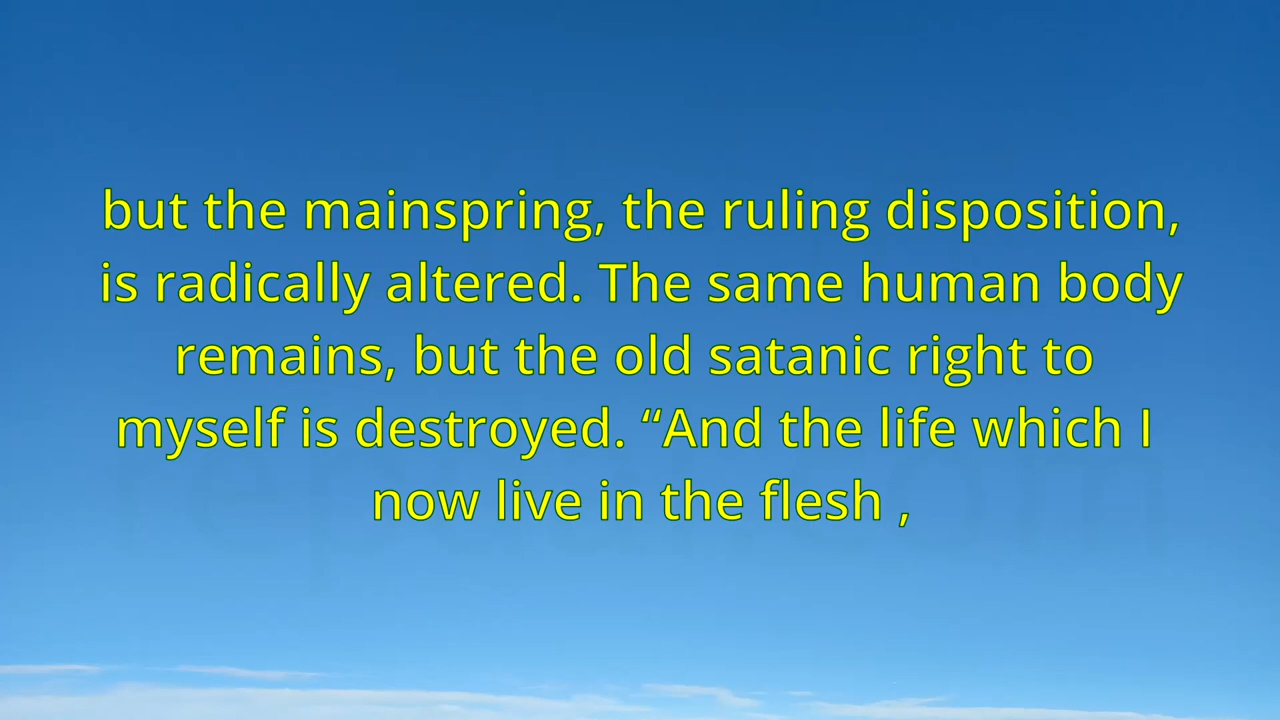 but the mainspring, the ruling disposition,
is radically altered. The same human body
remains, but the old satanic right to
myself is destroyed. “And the life which I
now live in the flesh ,